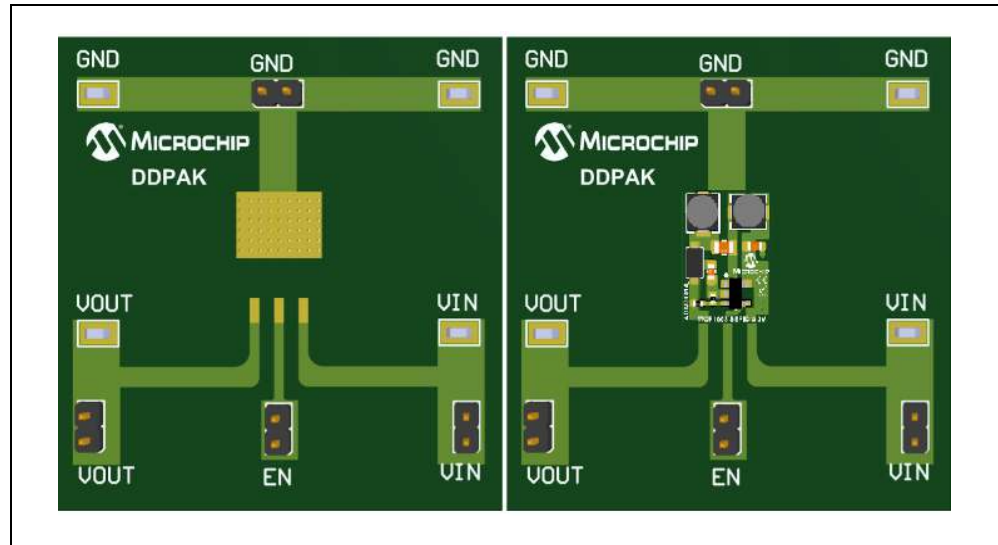 GND GND GND
MICROCHIP
DDPAK
VOUT VIN
VOUT EN VIN
GND GND GND
MICROCHIP
DDPAK
MICROCHIP
VOUT VIN
VOUT EN VIN